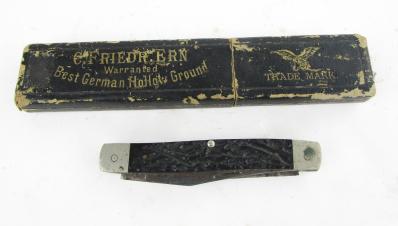 C. FRIEDR. ERN
Warranted
Best German Hollow Ground
TRADE MARK